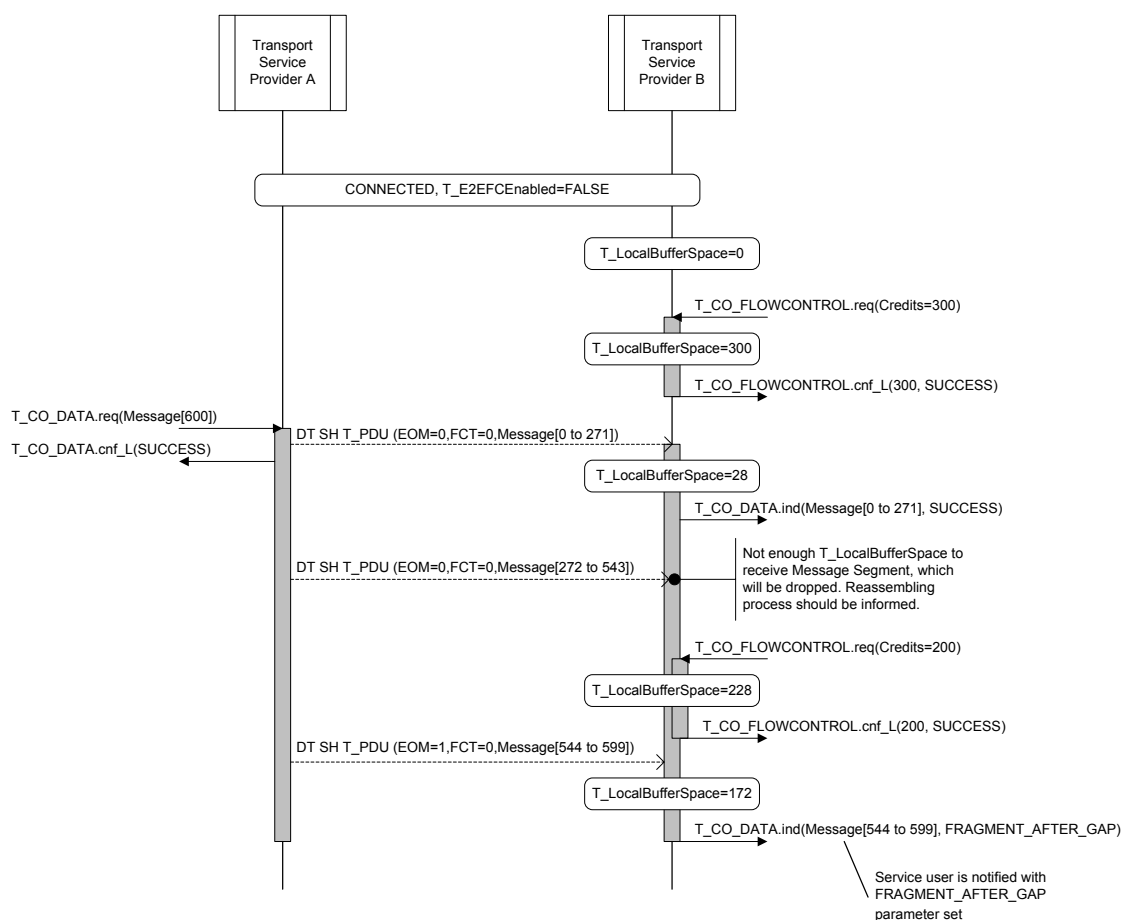 Transport
Service
Provider A
Transport
Service
Provider B
CONNECTED, T_E2EFCEnabled=FALSE
T_LocalBufferSpace=0
T_CO_FLOWCONTROL.req(Credits=300)
T_LocalBufferSpace=300
T_CO_FLOWCONTROL.cnf_L(300, SUCCESS)
T_CO_DATA.req(Message[600])
DT SH T_PDU (EOM=0,FCT=0,Message[0 to 271])
T_CO_DATA.cnf_L(SUCCESS)
T_LocalBufferSpace=28
T_CO_DATA.ind(Message[0 to 271], SUCCESS)
DT SH T_PDU (EOM=0,FCT=0,Message[272 to 543])
Not enough T_LocalBufferSpace to
receive Message Segment, which
will be dropped. Reassembling
process should be informed.
T_CO_FLOWCONTROL.req(Credits=200)
T_LocalBufferSpace=228
T_CO_FLOWCONTROL.cnf_L(200, SUCCESS)
DT SH T_PDU (EOM=1,FCT=0,Message[544 to 599])
T_LocalBufferSpace=172
T_CO_DATA.ind(Message[544 to 599], FRAGMENT_AFTER_GAP)
Service user is notified with
FRAGMENT_AFTER_GAP
parameter set